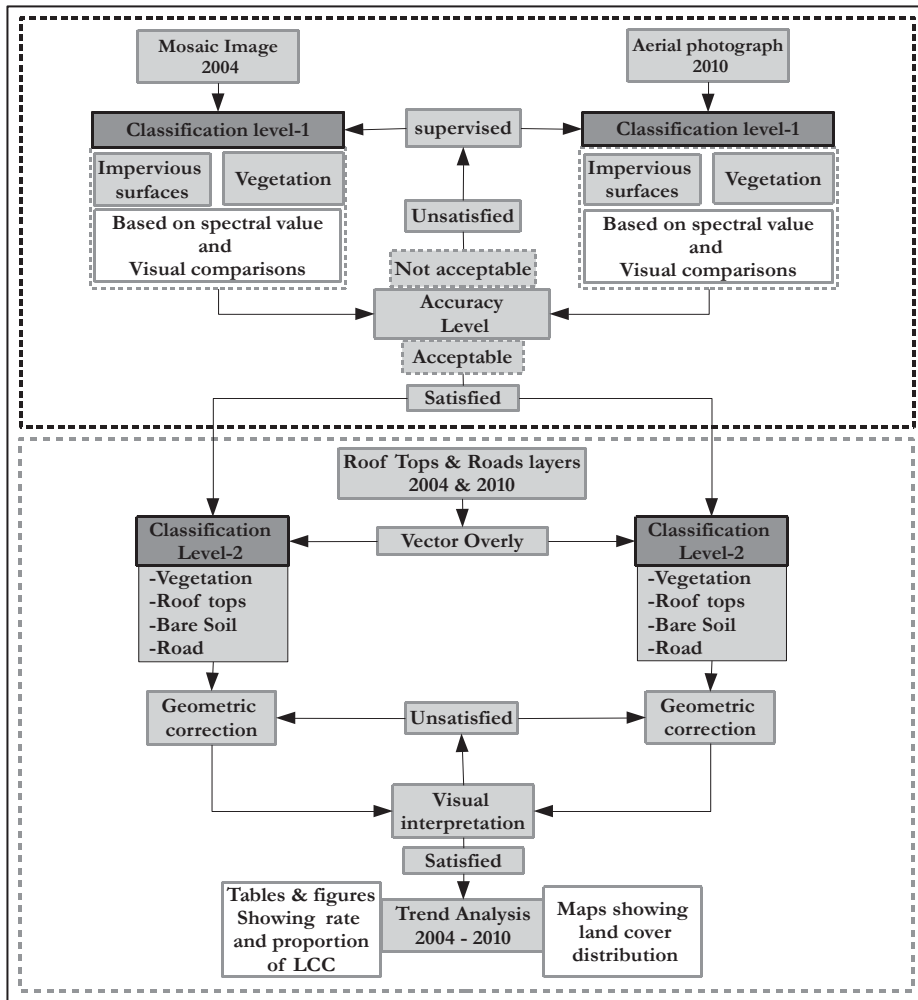 Mosaic Image
2004
Aerial photograph
2010
Classification level-1
supervised
Classification level-1
Impervious
surfaces
Vegetation
Based on spectral value
and
Visual comparisons
Unsatisfied
Impervious
surfaces
Vegetation
Based on spectral value
and
Visual comparisons
Not acceptable
Accuracy
Level
Acceptable
Satisfied
Roof Tops & Roads layers
2004 & 2010
Vector Overly
Classification
Level-2
-Vegetation
-Roof tops
-Bare Soil
-Road
Classification
Level-2
-Vegetation
-Roof tops
-Bare Soil
-Road
Geometric
correction
Unsatisfied
Geometric
correction
Visual
interpretation
Satisfied
Tables & figures
Showing rate
and proportion
of LCC
Trend Analysis
2004 - 2010
Maps showing
land cover
distribution